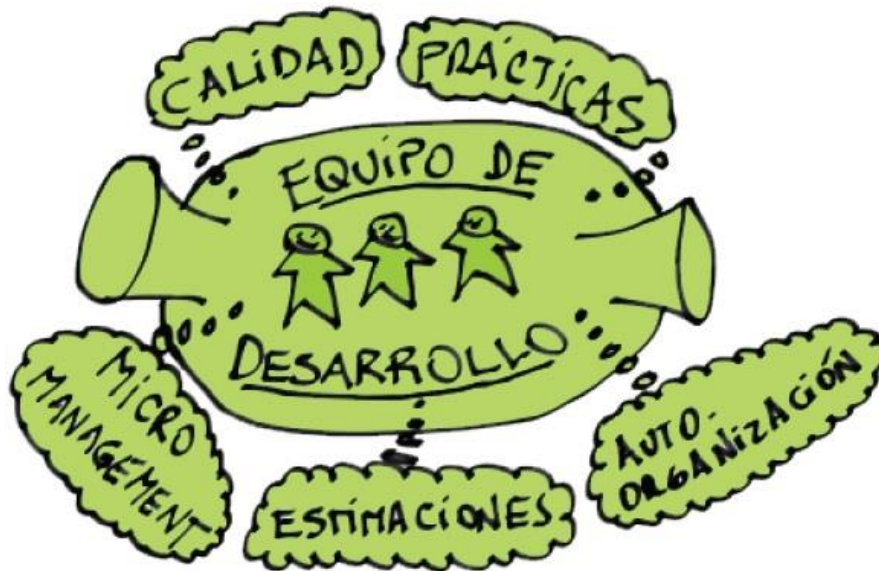 CALIDAD
PRÁCTICAS
EQUIPO DE
DESARROLLO
MICRO
MANAGEMENT
ESTIMACIONES
AUTO-
ORGANIZACIÓN